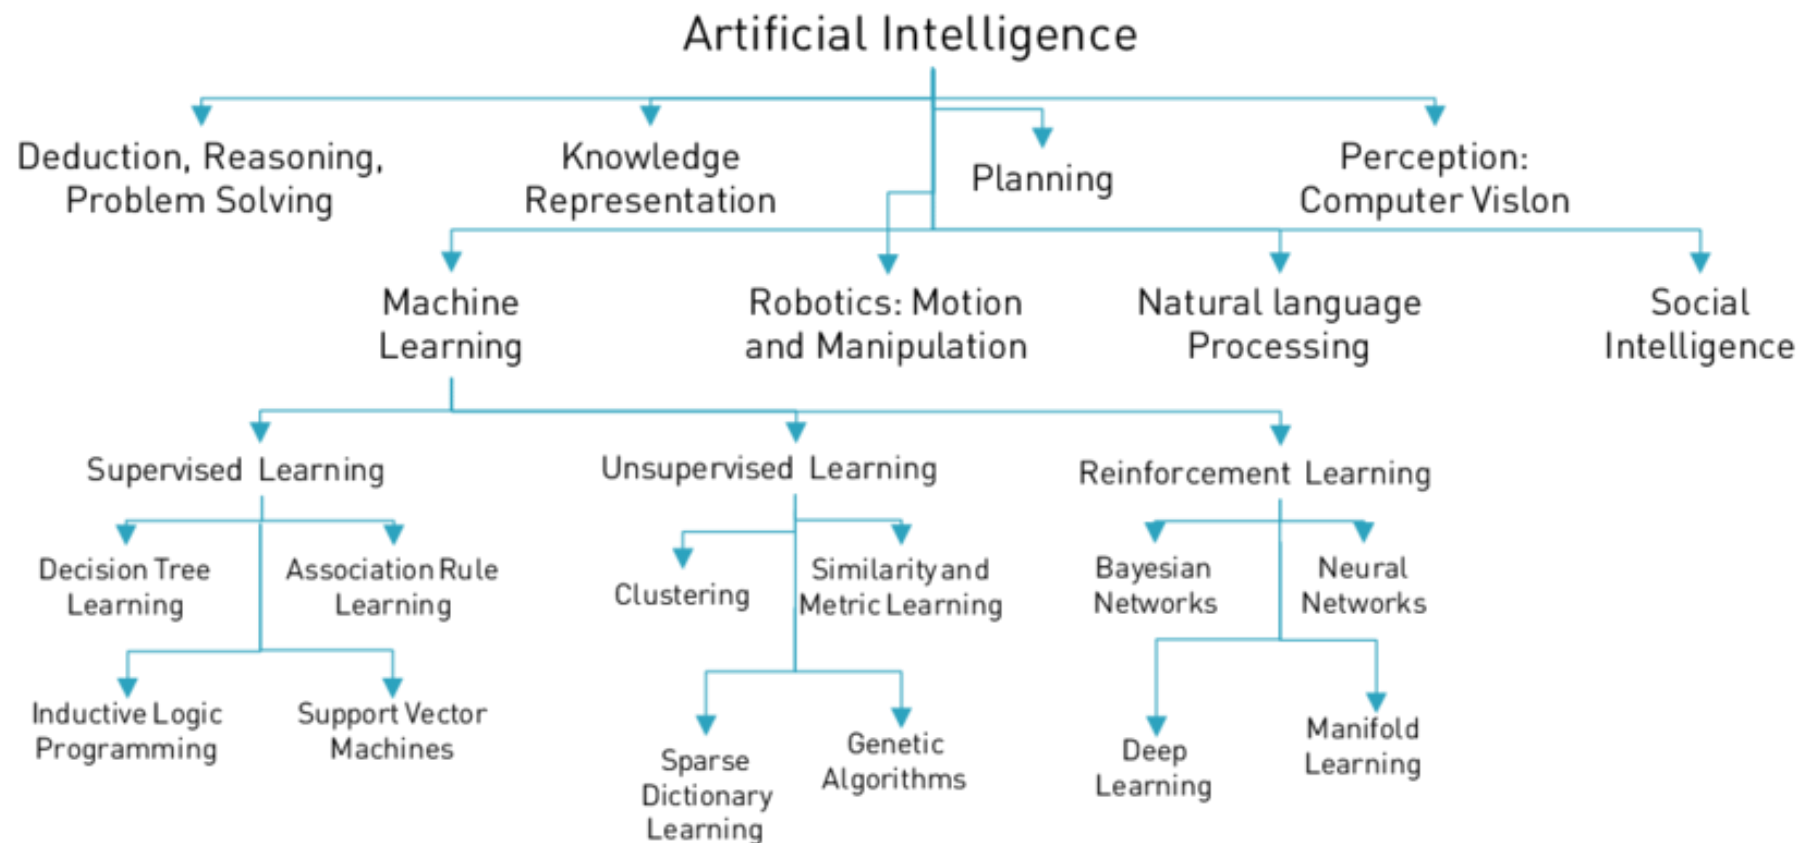 Artificial Intelligence
Deduction, Reasoning,
Problem Solving
Knowledge
Representation
Planning
Perception:
Computer Vislon
Machine
Learning
Robotics: Motion
and Manipulation
Natural language
Processing
Social
Intelligence
Supervised Learning
Unsupervised Learning
Reinforcement Learning
Decision Tree
Learning
Association Rule
Learning
Clustering
Similarity and
Metric Learning
Bayesian
Networks
Neural
Networks
Inductive Logic
Programming
Support Vector
Machines
Sparse
Dictionary
Learning
Genetic
Algorithms
Deep
Learning
Manifold
Learning